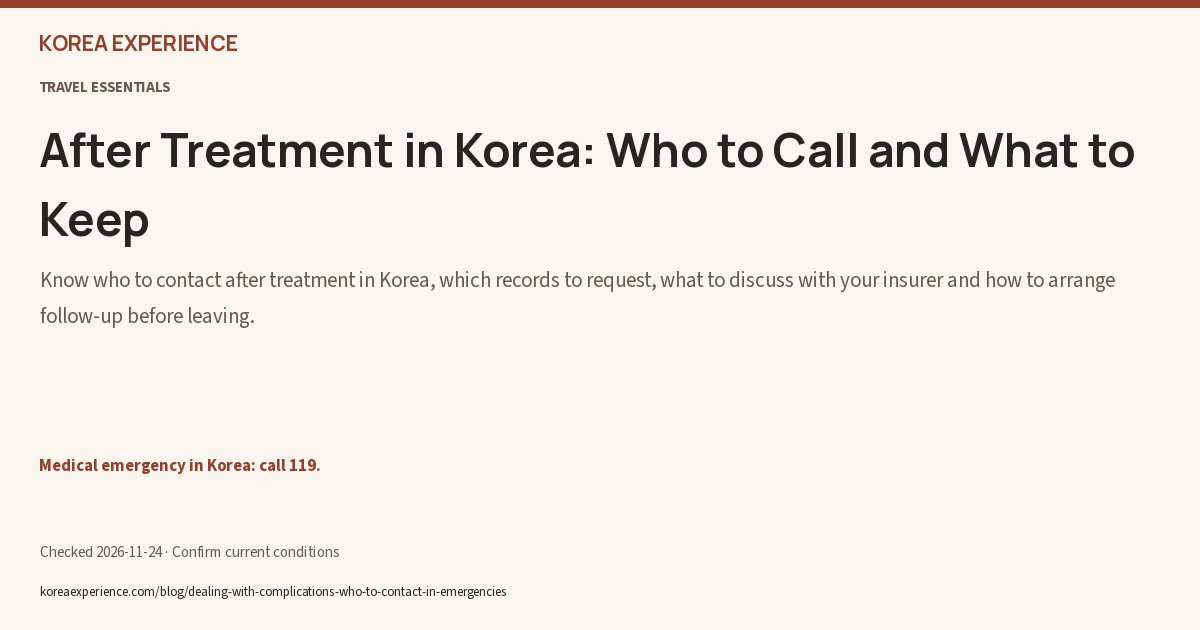 KOREA EXPERIENCE
TRAVEL ESSENTIALS
After Treatment in Korea: Who to Call and What to
Keep
Know who to contact after treatment in Korea, which records to request, what to discuss with your insurer and how to arrange
follow-up before leaving.
Medical emergency in Korea: call 119.
Checked 2026-11-24 · Confirm current conditions
koreaexperience.com/blog/dealing-with-complications-who-to-contact-in-emergencies